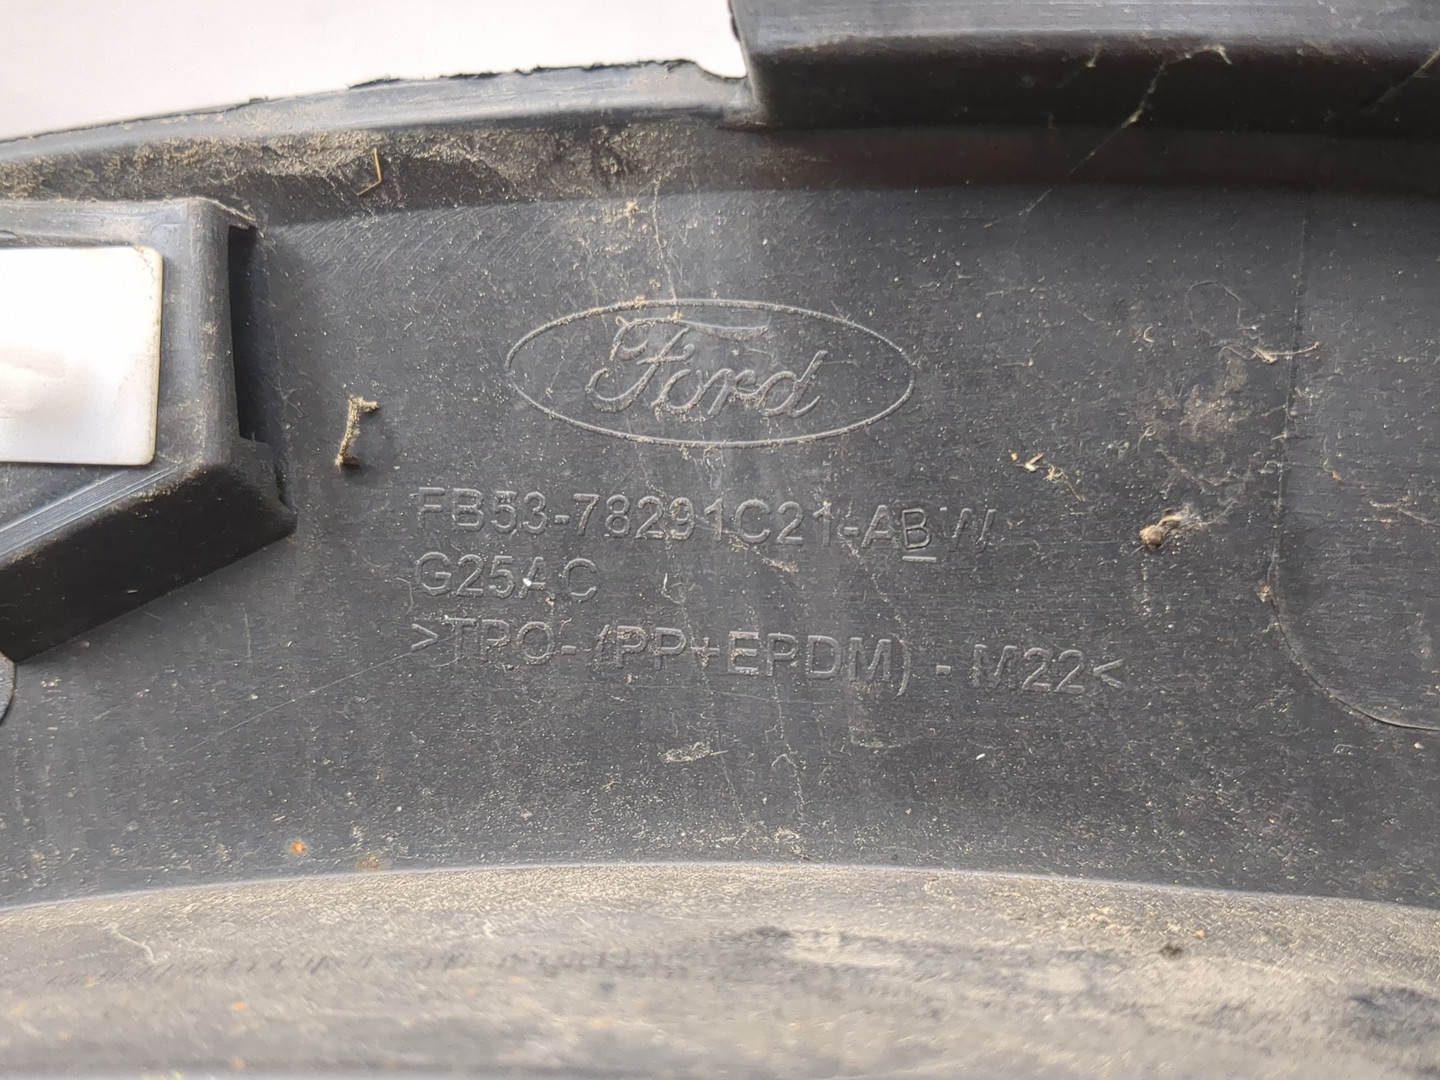 Ford
FB53-78291C21-ABW
G25AC
>TPO-(PP+EPDM) - M22<